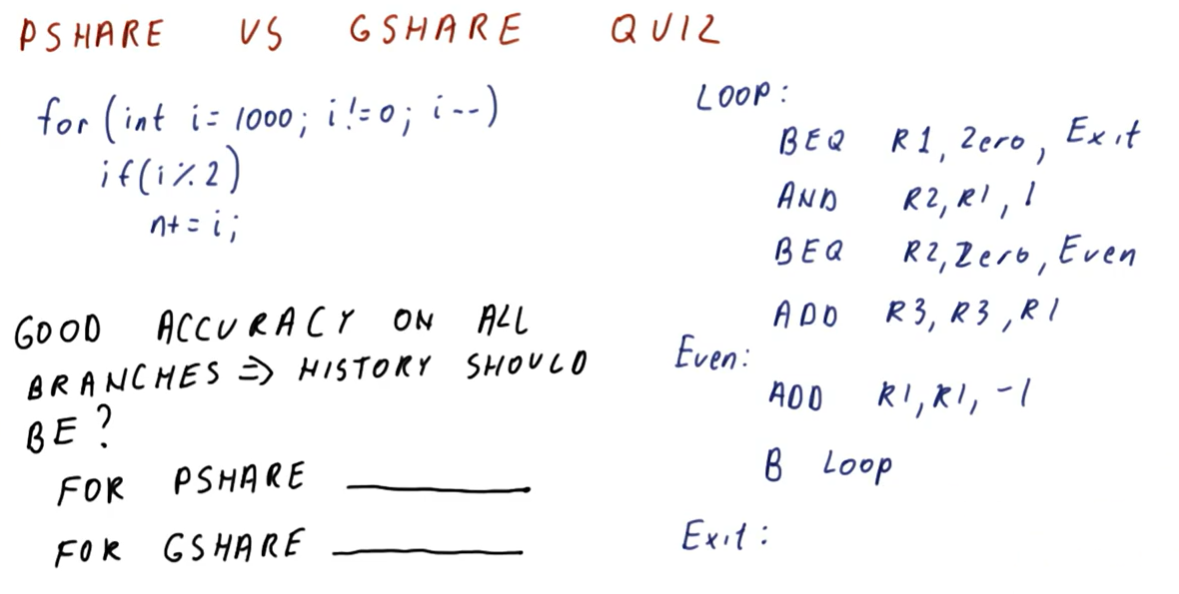 PSHARE VS GSHARE QUIZ
for (int i= 1000; i!=0; i--)
if(i%2)
n+= i;
GOOD ACCURACY ON ALL
BRANCHES => HISTORY SHOULD
BE?
FOR PSHARE ____
FOR GSHARE ____
LOOP:
BEQ R1, Zero, Exit
AND R2, R1, 1
BEQ R2, Zero, Even
ADD R3, R3, R1
Even:
ADD R1, R1, -1
B Loop
Exit: